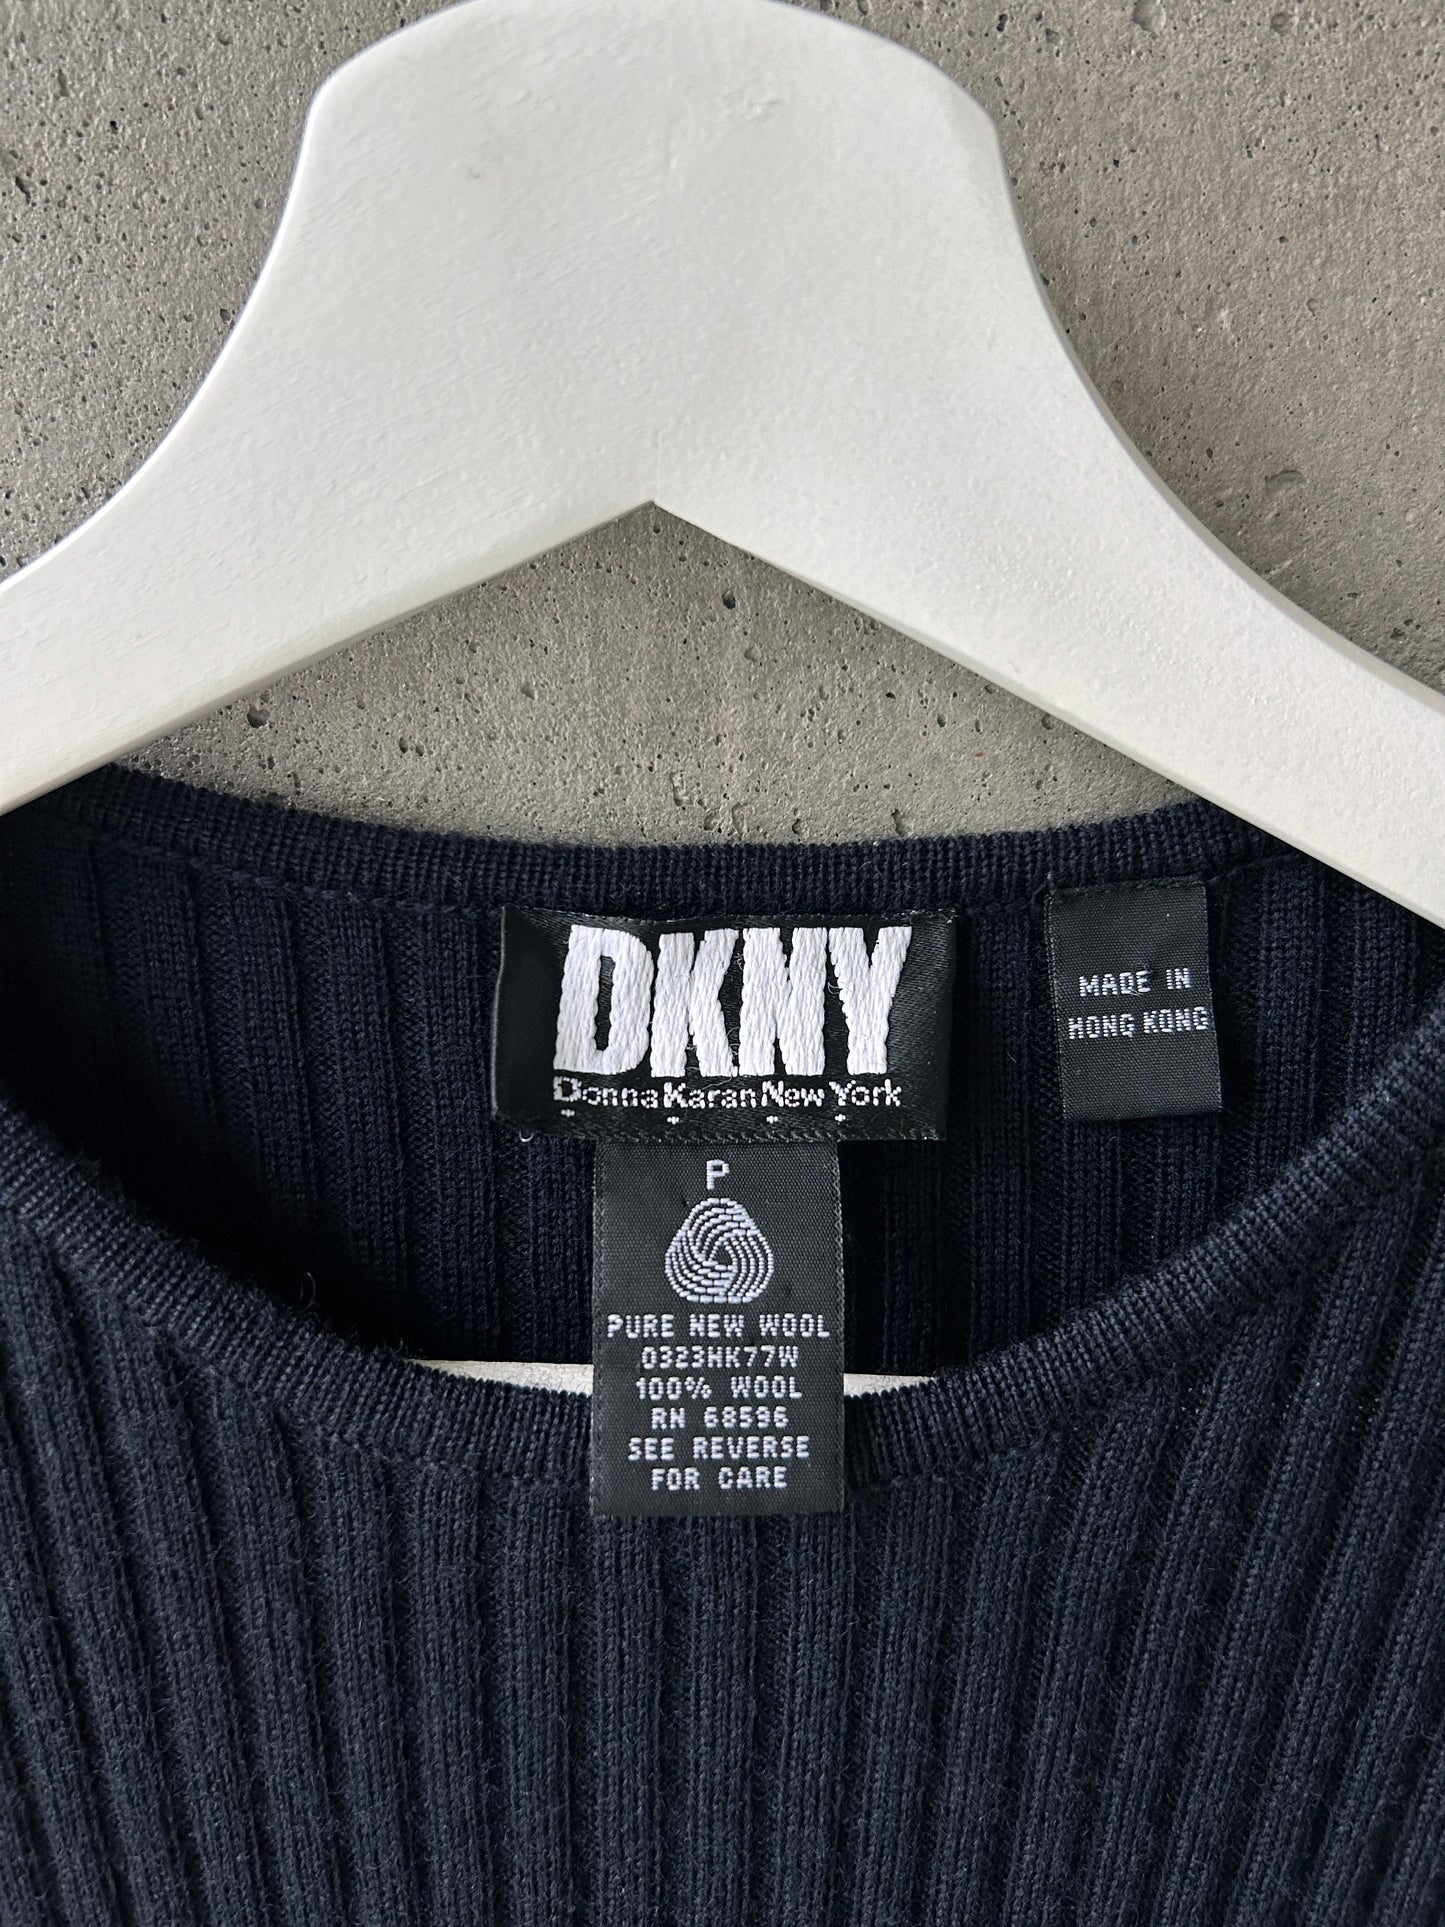 DKNY
Donna Karan New York
MADE IN
HONG KONG
P
PURE NEW WOOL
0323HK77W
100% WOOL
RN 68596
SEE REVERSE
FOR CARE